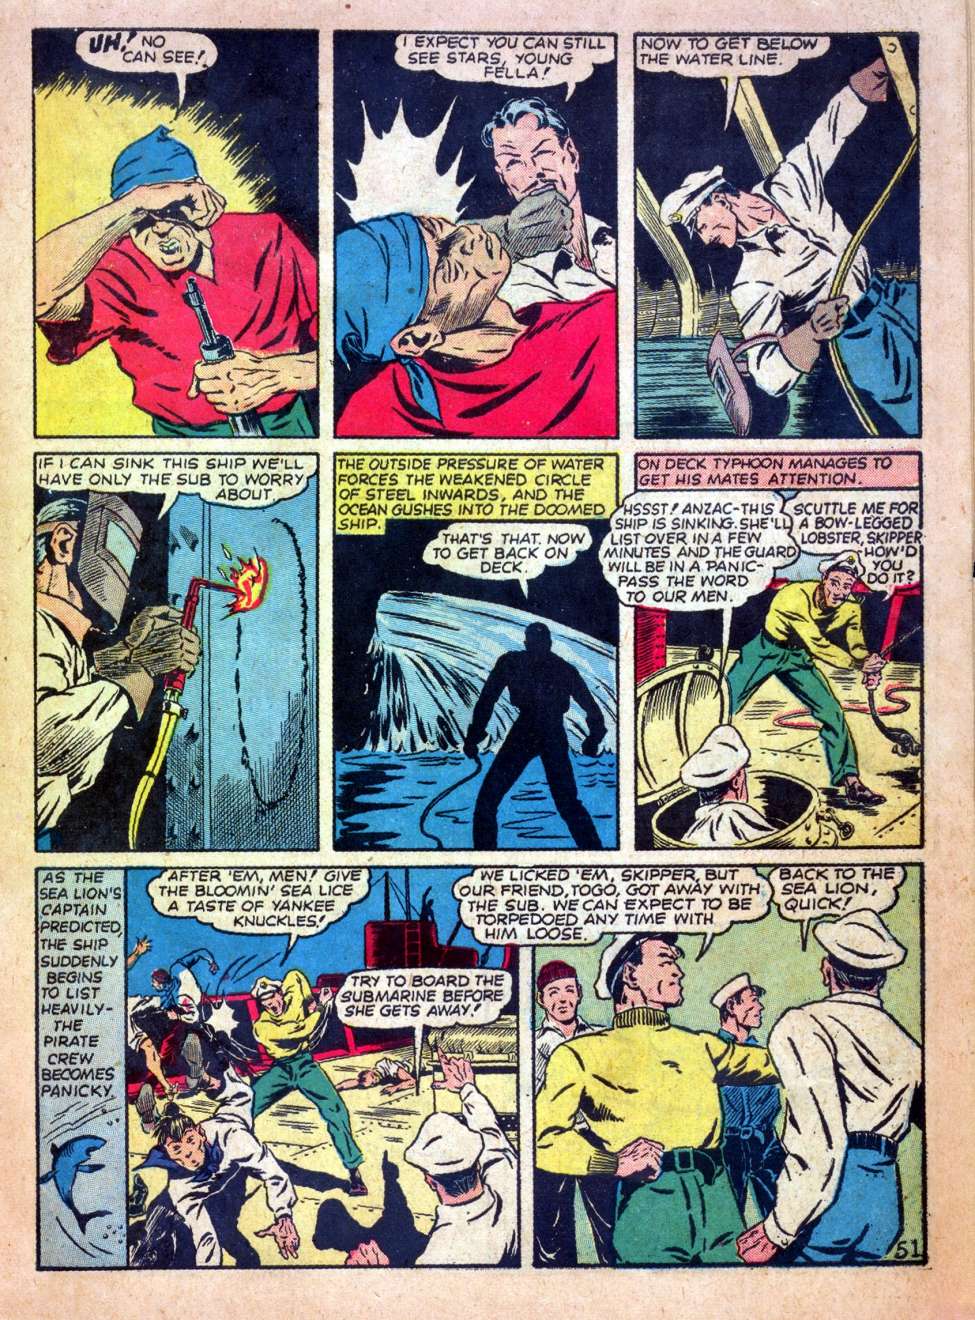 UH! NO
CAN SEE!
I EXPECT YOU CAN STILL
SEE STARS, YOUNG
FELLA!
NOW TO GET BELOW
THE WATER LINE.
IF I CAN SINK THIS SHIP WE'LL
HAVE ONLY THE SUB TO WORRY
ABOUT.
THE OUTSIDE PRESSURE OF WATER
FORCES THE WEAKENED CIRCLE
OF STEEL INWARDS, AND THE
OCEAN GUSHES INTO THE DOOMED
SHIP.
THAT'S THAT. NOW
TO GET BACK ON
DECK.
ON DECK TYPHOON MANAGES TO
GET HIS MATES ATTENTION.
HSSST! ANZAC-THIS
SHIP IS SINKING. SHE'LL
LIST OVER IN A FEW
MINUTES AND THE GUARD
WILL BE IN A PANIC-
PASS THE WORD
TO OUR MEN.
SCUTTLE ME FOR
A BOW-LEGGED
LOBSTER, SKIPPER
HOW'D
YOU
DO IT?
AS THE
SEA LION'S
CAPTAIN
PREDICTED,
THE SHIP
SUDDENLY
BEGINS
TO LIST
HEAVILY-
THE
PIRATE
CREW
BECOMES
PANICKY.
AFTER 'EM, MEN! GIVE
THE BLOOMIN' SEA LICE
A TASTE OF YANKEE
KNUCKLES!
TRY TO BOARD THE
SUBMARINE BEFORE
SHE GETS AWAY!
WE LICKED 'EM, SKIPPER, BUT
OUR FRIEND, TOGO, GOT AWAY WITH
THE SUB. WE CAN EXPECT TO BE
TORPEDOED ANY TIME WITH
HIM LOOSE.
BACK TO THE
SEA LION,
QUICK!
51